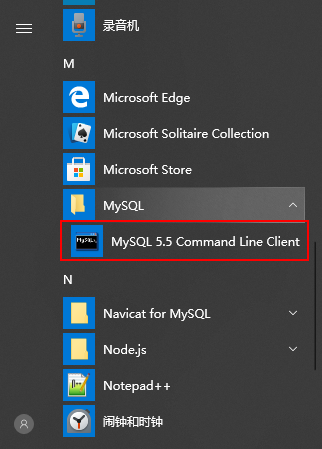 录音机
M
Microsoft Edge
Microsoft Solitaire Collection
Microsoft Store
MySQL
MySQL 5.5 Command Line Client
N
Navicat for MySQL
Node.js
Notepad++
闹钟和时钟